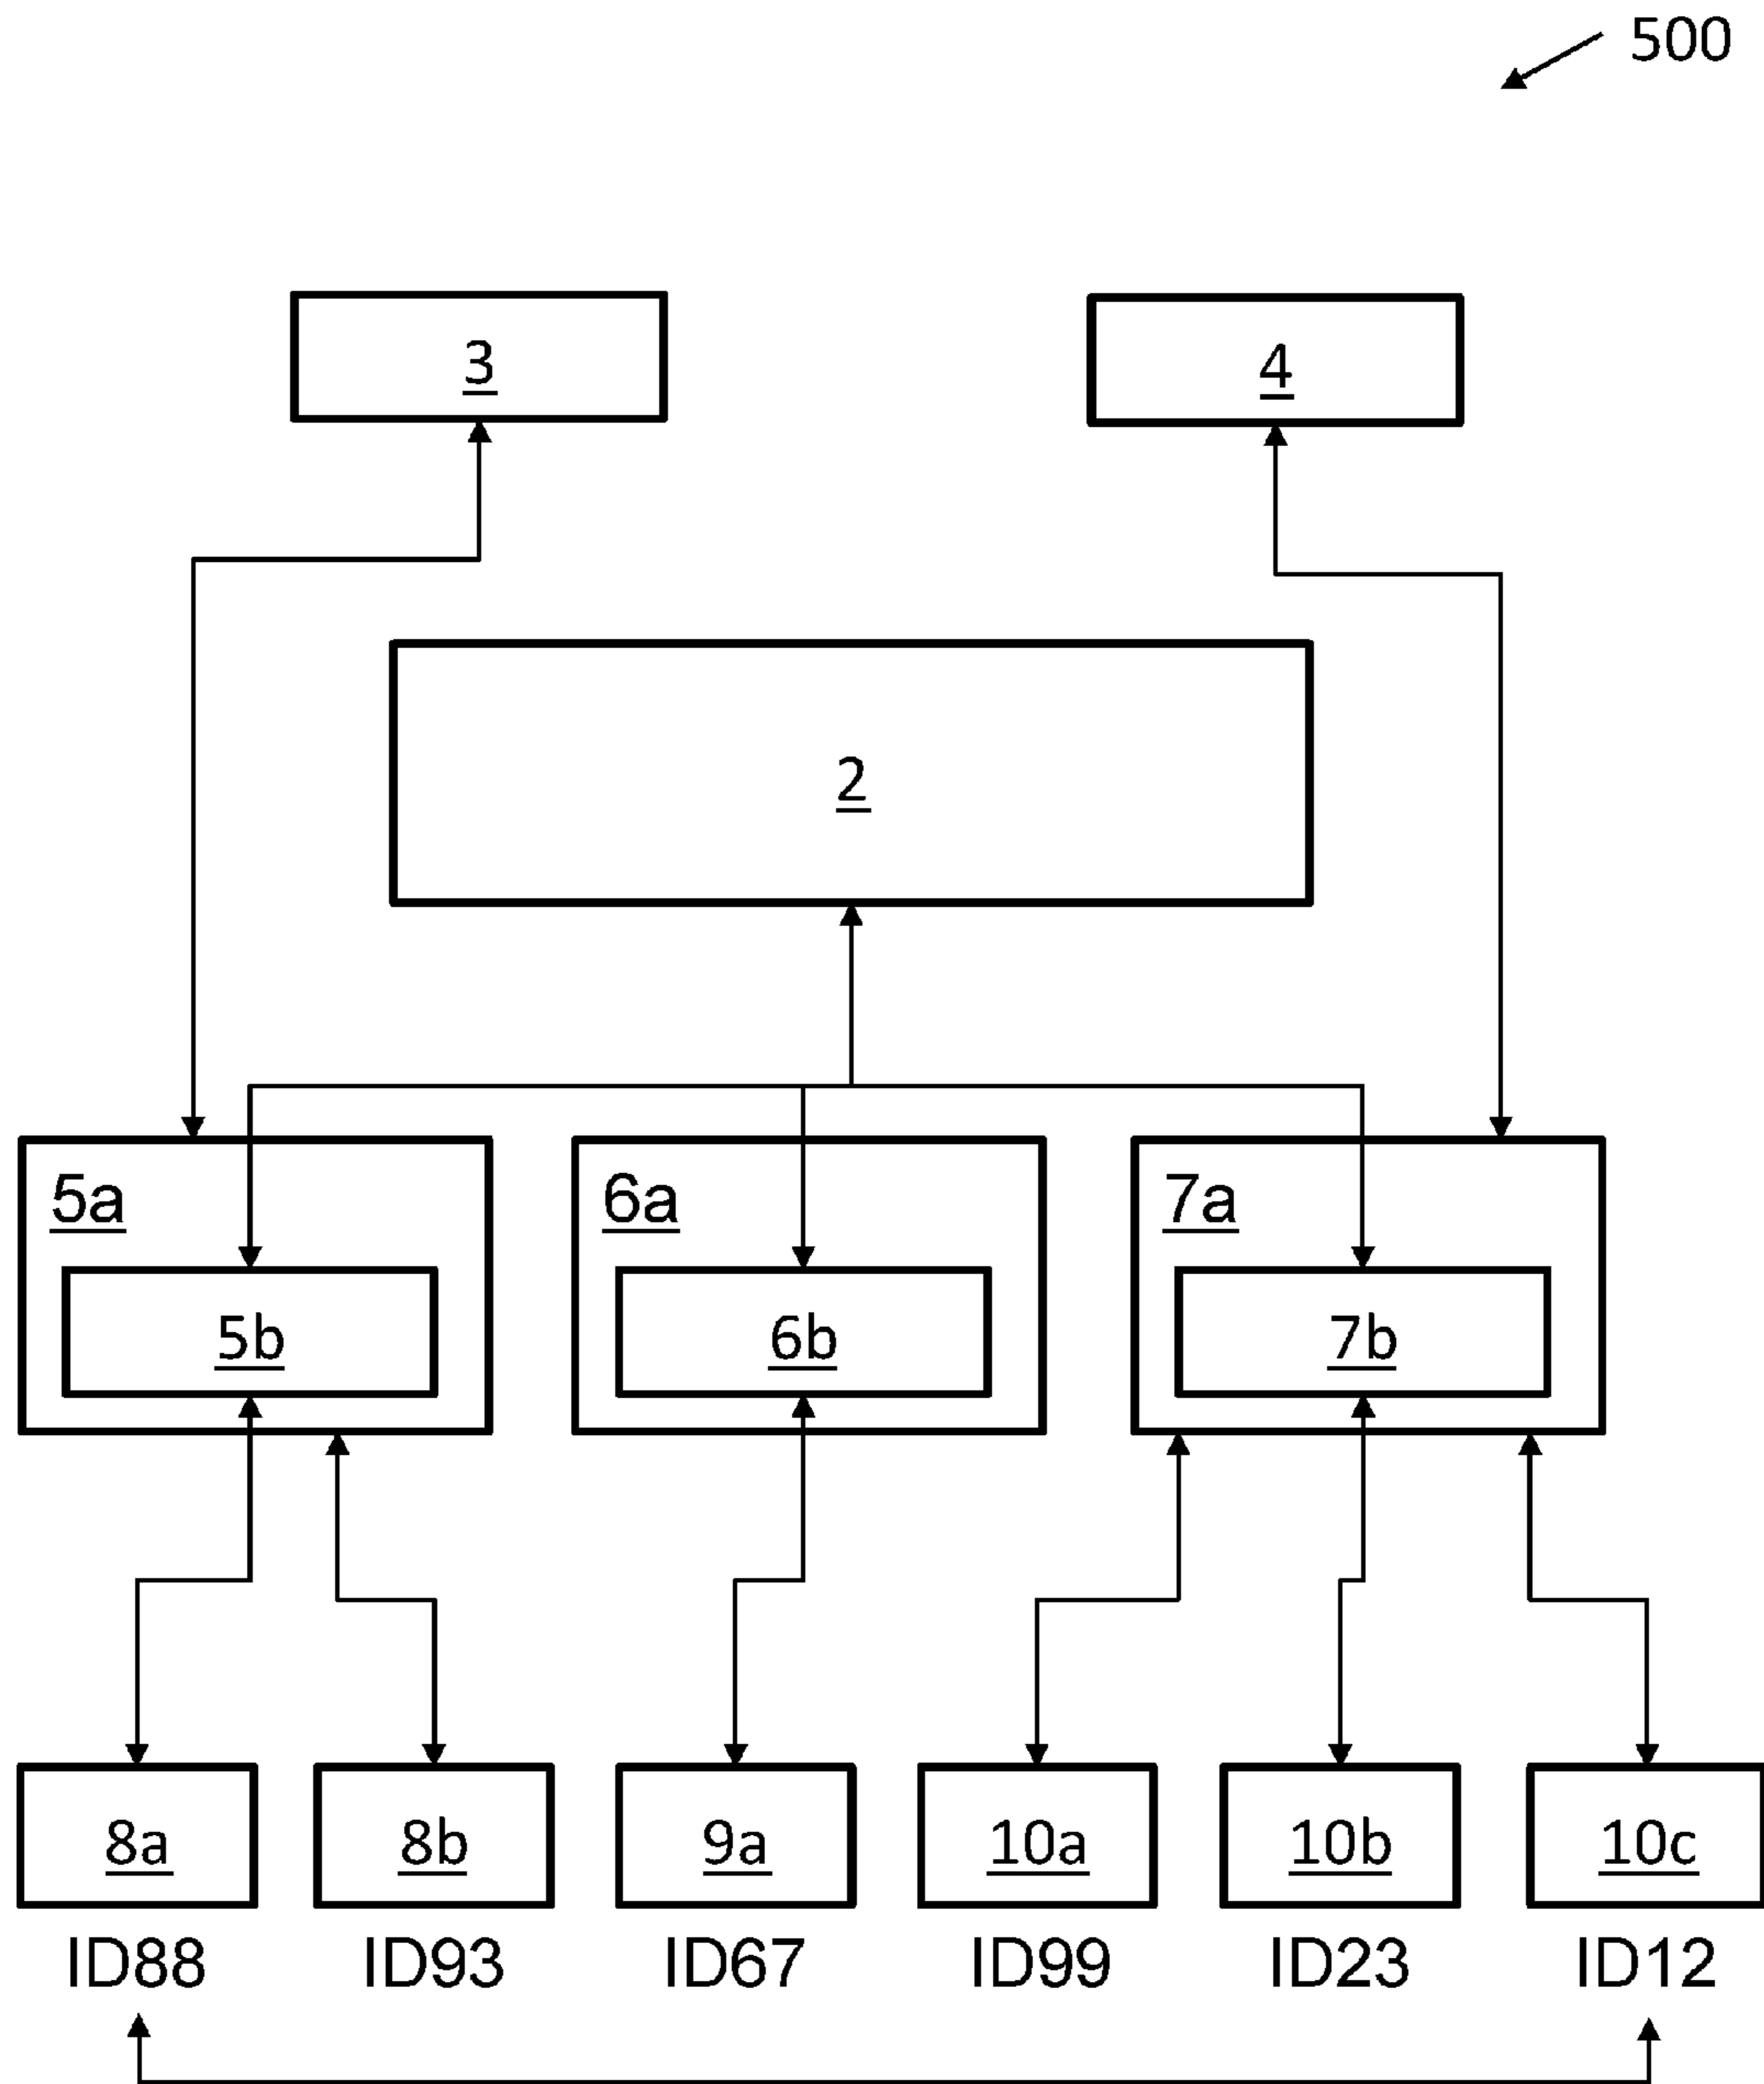 500
3 4
2
5a 6a 7a
5b 6b 7b
8a 8b 9a 10a 10b 10c
ID88 ID93 ID67 ID99 ID23 ID12